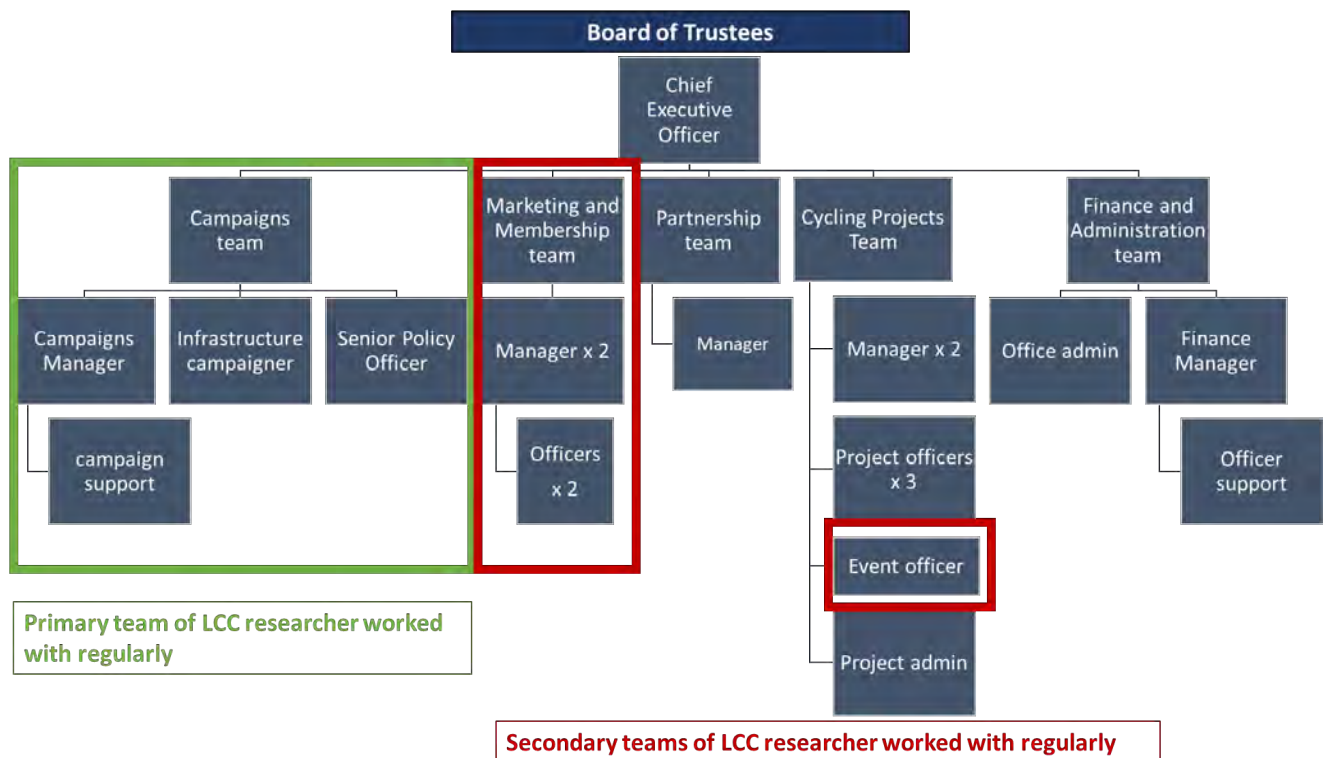 Board of Trustees
Chief
Executive
Officer
Campaigns
team
Marketing and
Membership
team
Partnership
team
Cycling Projects
Team
Finance and
Administration
team
Campaigns
Manager
Infrastructure
campaigner
Senior Policy
Officer
Manager x 2
Manager
Manager x 2
Office admin
Finance
Manager
campaign
support
Officers
x 2
Project officers
x 3
Officer
support
Event officer
Project admin
Primary team of LCC researcher worked
with regularly
Secondary teams of LCC researcher worked with regularly